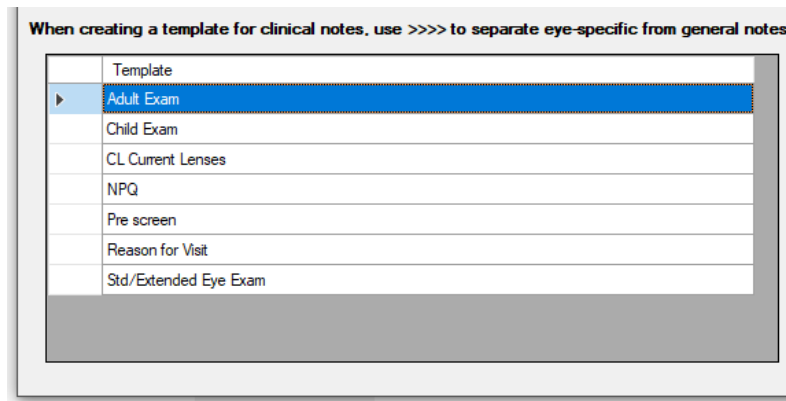 When creating a template for clinical notes, use >>>> to separate eye-specific from general notes
Template
Adult Exam
Child Exam
CL Current Lenses
NPQ
Pre screen
Reason for Visit
Std/Extended Eye Exam